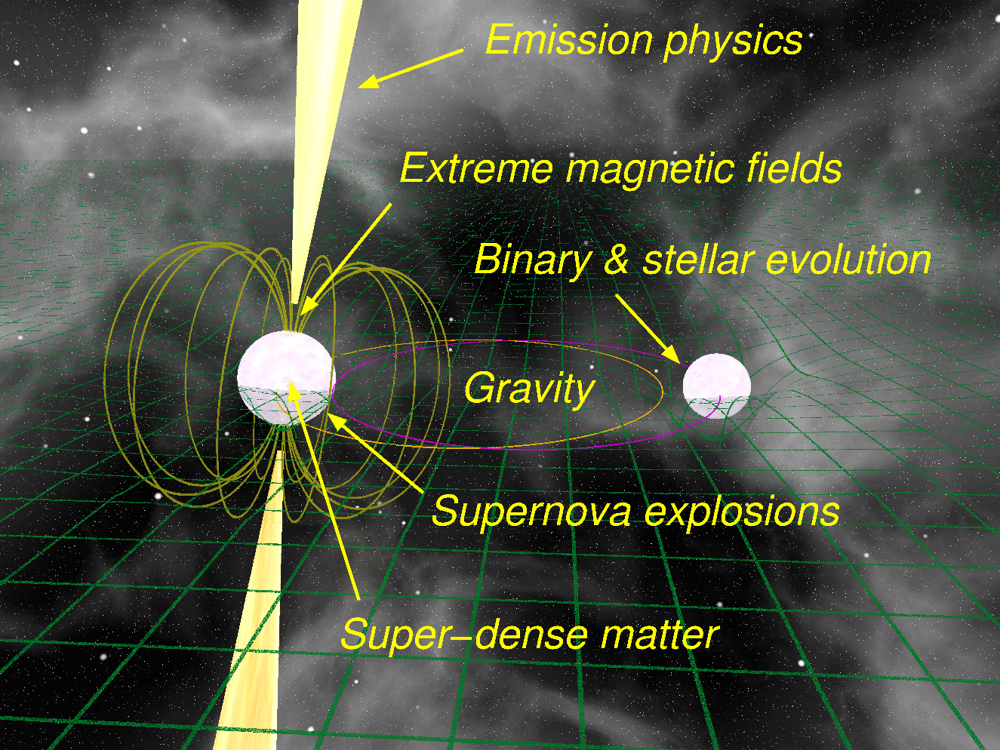 Emission physics
Extreme magnetic fields
Binary & stellar evolution
Gravity
Supernova explosions
Super–dense matter